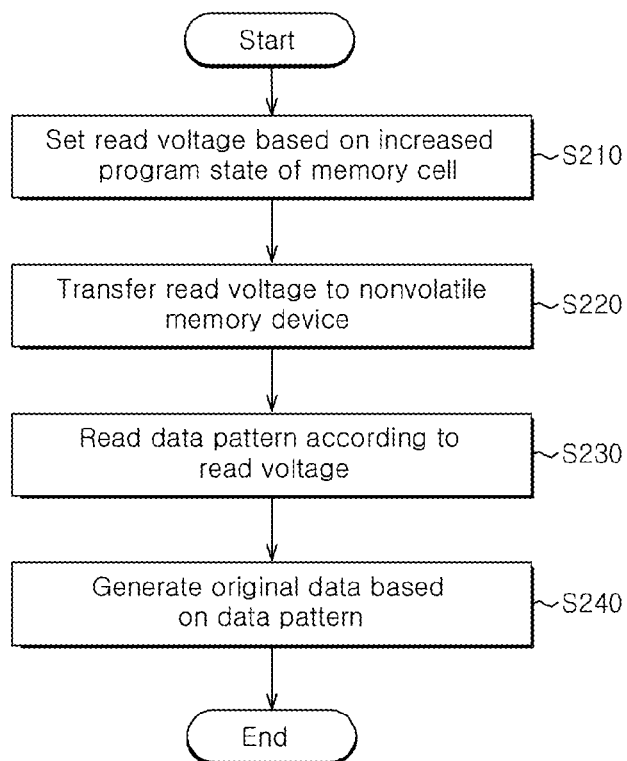 Start
Set read voltage based on increased
program state of memory cell
S210
Transfer read voltage to nonvolatile
memory device
S220
Read data pattern according to
read voltage
S230
Generate original data based
on data pattern
S240
End